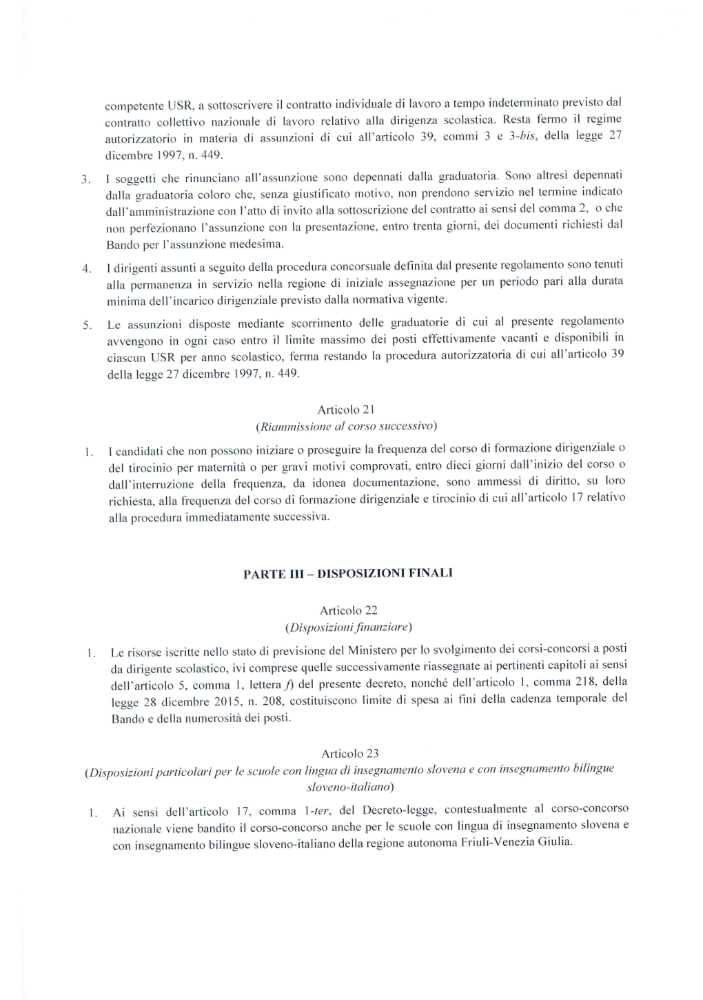 competente USR, a sottoscrivere il contratto individuale di lavoro a tempo indeterminato previsto dal
contratto collettivo nazionale di lavoro relativo alla dirigenza scolastica. Resta fermo il regime
autorizzatorio in materia di assunzioni di cui all'articolo 39, commi 3 e 3-bis, della legge 27
dicembre 1997, n. 449.
3. I soggetti che rinunciano all'assunzione sono depennati dalla graduatoria. Sono altresì depennati
dalla graduatoria coloro che, senza giustificato motivo, non prendono servizio nel termine indicato
dall'amministrazione con l'atto di invito alla sottoscrizione del contratto ai sensi del comma 2, o che
non perfezionano l'assunzione con la presentazione, entro trenta giorni, dei documenti richiesti dal
Bando per l'assunzione medesima.
4. I dirigenti assunti a seguito della procedura concorsuale definita dal presente regolamento sono tenuti
alla permanenza in servizio nella regione di iniziale assegnazione per un periodo pari alla durata
minima dell'incarico dirigenziale previsto dalla normativa vigente.
5. Le assunzioni disposte mediante scorrimento delle graduatorie di cui al presente regolamento
avvengono in ogni caso entro il limite massimo dei posti effettivamente vacanti e disponibili in
ciascun USR per anno scolastico, ferma restando la procedura autorizzatoria di cui all'articolo 39
della legge 27 dicembre 1997, n. 449.
Articolo 21
(Riammissione al corso successivo)
1. I candidati che non possono iniziare o proseguire la frequenza del corso di formazione dirigenziale o
del tirocinio per maternità o per gravi motivi comprovati, entro dieci giorni dall'inizio del corso o
dall'interruzione della frequenza, da idonea documentazione, sono ammessi di diritto, su loro
richiesta, alla frequenza del corso di formazione dirigenziale e tirocinio di cui all'articolo 17 relativo
alla procedura immediatamente successiva.
PARTE III – DISPOSIZIONI FINALI
Articolo 22
(Disposizioni finanziare)
1. Le risorse iscritte nello stato di previsione del Ministero per lo svolgimento dei corsi-concorsi a posti
da dirigente scolastico, ivi comprese quelle successivamente riassegnate ai pertinenti capitoli ai sensi
dell'articolo 5, comma 1, lettera f) del presente decreto, nonché dell'articolo 1, comma 218, della
legge 28 dicembre 2015, n. 208, costituiscono limite di spesa ai fini della cadenza temporale del
Bando e della numerosità dei posti.
Articolo 23
(Disposizioni particolari per le scuole con lingua di insegnamento slovena e con insegnamento bilingue
sloveno-italiano)
1. Ai sensi dell'articolo 17, comma 1-ter, del Decreto-legge, contestualmente al corso-concorso
nazionale viene bandito il corso-concorso anche per le scuole con lingua di insegnamento slovena e
con insegnamento bilingue sloveno-italiano della regione autonoma Friuli-Venezia Giulia.